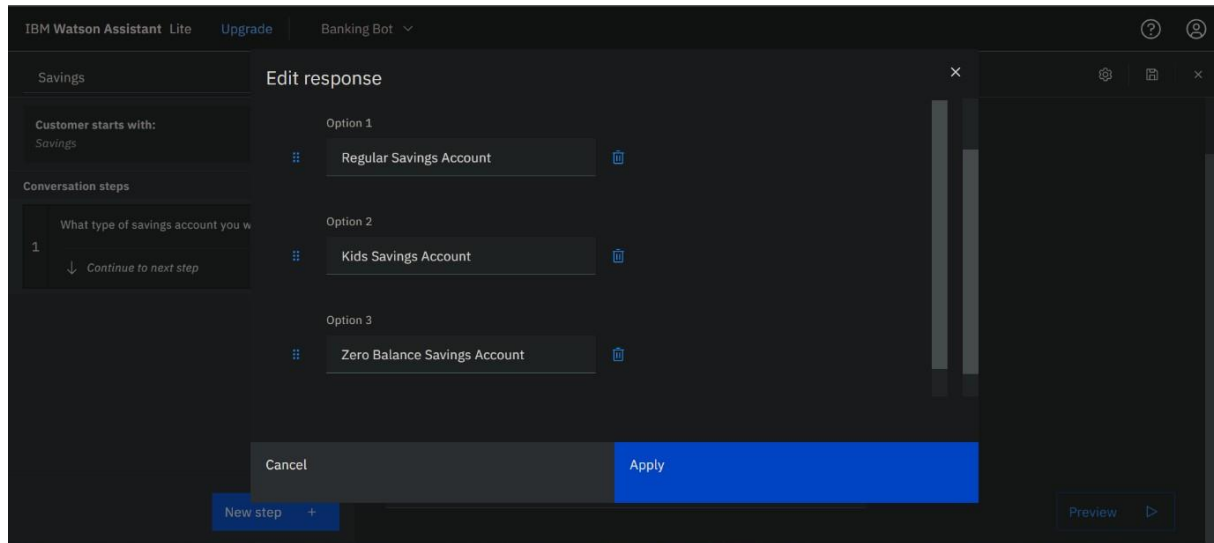 IBM Watson Assistant Lite Upgrade Banking Bot
Savings
Edit response
Customer starts with:
Savings
Conversation steps
1
What type of savings account you w
Continue to next step
Option 1
Regular Savings Account
Option 2
Kids Savings Account
Option 3
Zero Balance Savings Account
Cancel
Apply
New step +
Preview